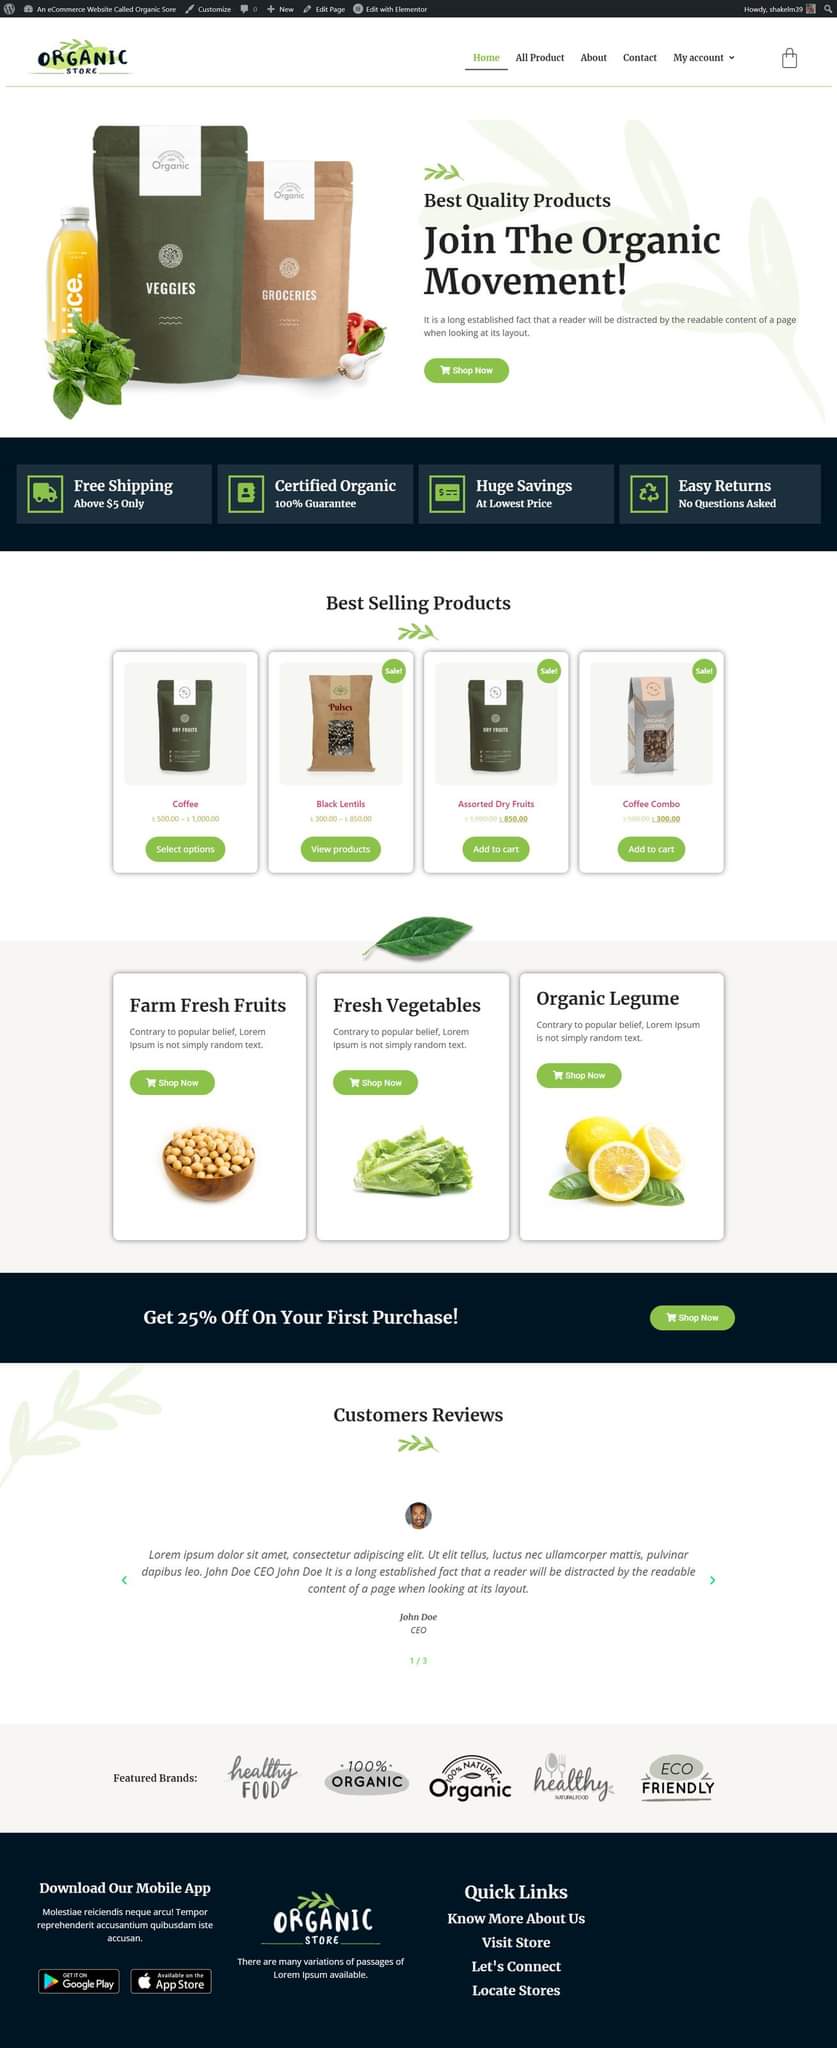 An eCommerce Website Called Organic Sore Customize 0 New Edit Page Edit with Elementor Howdy, shakelm39
ORGANIC
STORE
Home All Product About Contact My account
Organic
Organic
VEGGIES
GROCERIES
juice.
Best Quality Products
Join The Organic
Movement!
It is a long established fact that a reader will be distracted by the readable content of a page
when looking at its layout.
Shop Now
Free Shipping
Above $5 Only
Certified Organic
100% Guarantee
Huge Savings
At Lowest Price
Easy Returns
No Questions Asked
Best Selling Products
DRY FRUITS
Coffee
৳ 500.00 – ৳ 1,000.00
Select options
Sale!
Pulses
Black Lentils
৳ 300.00 – ৳ 850.00
View products
Sale!
DRY FRUITS
Assorted Dry Fruits
৳ 1,000.00 ৳ 850.00
Add to cart
Sale!
ORGANIC
Coffee Combo
৳ 300.00
Add to cart
Farm Fresh Fruits
Contrary to popular belief, Lorem
Ipsum is not simply random text.
Shop Now
Fresh Vegetables
Contrary to popular belief, Lorem
Ipsum is not simply random text.
Shop Now
Organic Legume
Contrary to popular belief, Lorem Ipsum
is not simply random text.
Shop Now
Get 25% Off On Your First Purchase!
Shop Now
Customers Reviews
Lorem ipsum dolor sit amet, consectetur adipiscing elit. Ut elit tellus, luctus nec ullamcorper mattis, pulvinar
dapibus leo. John Doe CEO John Doe It is a long established fact that a reader will be distracted by the readable
content of a page when looking at its layout.
John Doe
CEO
1 / 3
Featured Brands:
healthy
FOOD
100%
ORGANIC
100% NATURAL
Organic
healthy
NATURAL FOOD
ECO
FRIENDLY
Download Our Mobile App
Molestiae reiciendis neque arcu! Tempor
reprehenderit accusantium quibusdam iste
accusan.
GET IT ON
Google Play
Available on the
App Store
ORGANIC
STORE
There are many variations of passages of
Lorem Ipsum available.
Quick Links
Know More About Us
Visit Store
Let's Connect
Locate Stores